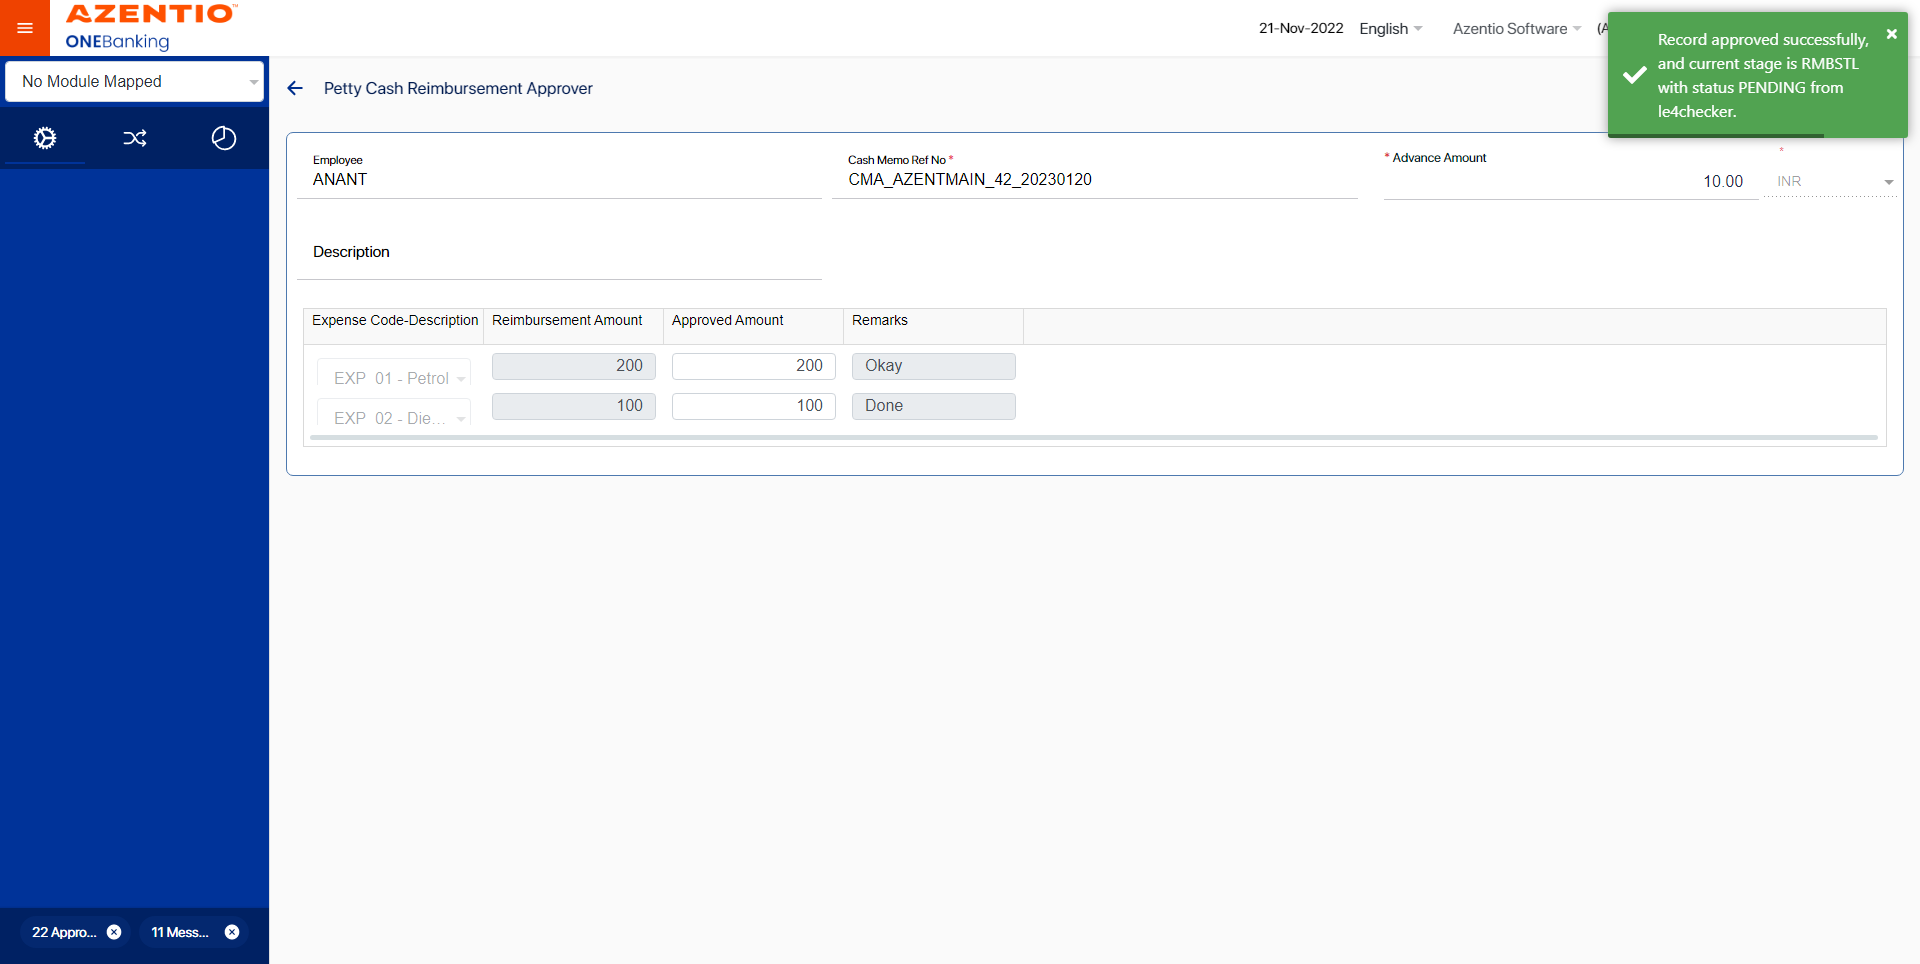 AZENTIO™
ONEBanking
21-Nov-2022 English Azentio Software (A
Record approved successfully,
and current stage is RMBSTL
with status PENDING from
le4checker.
No Module Mapped
Petty Cash Reimbursement Approver
Employee
ANANT
Cash Memo Ref No *
CMA_AZENTMAIN_42_20230120
* Advance Amount
10.00
*
INR
Description
Expense Code-Description Reimbursement Amount Approved Amount Remarks
EXP 01 - Petrol 200 200 Okay
EXP 02 - Die... 100 100 Done
22 Appro... 11 Mess...